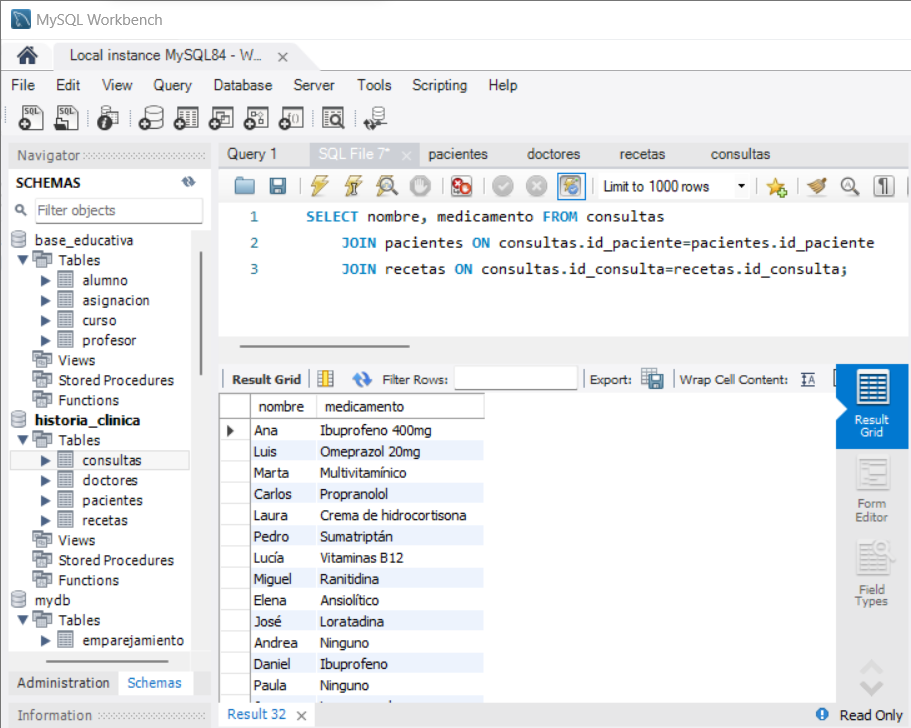 MySQL Workbench
Local instance MySQL84 - W...
File Edit View Query Database Server Tools Scripting Help
Navigator
SCHEMAS
Filter objects
base_educativa
Tables
alumno
asignacion
curso
profesor
Views
Stored Procedures
Functions
historia_clinica
Tables
consultas
doctores
pacientes
recetas
Views
Stored Procedures
Functions
mydb
Tables
emparejamiento
Administration Schemas
Information
Query 1 SQL File 7* pacientes doctores recetas consultas
Limit to 1000 rows
1 SELECT nombre, medicamento FROM consultas
2 JOIN pacientes ON consultas.id_paciente=pacientes.id_paciente
3 JOIN recetas ON consultas.id_consulta=recetas.id_consulta;
Result Grid Filter Rows: Export: Wrap Cell Content:
nombre medicamento
Ana Ibuprofeno 400mg
Luis Omeprazol 20mg
Marta Multivitamínico
Carlos Propranolol
Laura Crema de hidrocortisona
Pedro Sumatriptán
Lucía Vitaminas B12
Miguel Ranitidina
Elena Ansiolítico
José Loratadina
Andrea Ninguno
Daniel Ibuprofeno
Paula Ninguno
Result Grid
Form Editor
Field Types
Result 32
Read Only